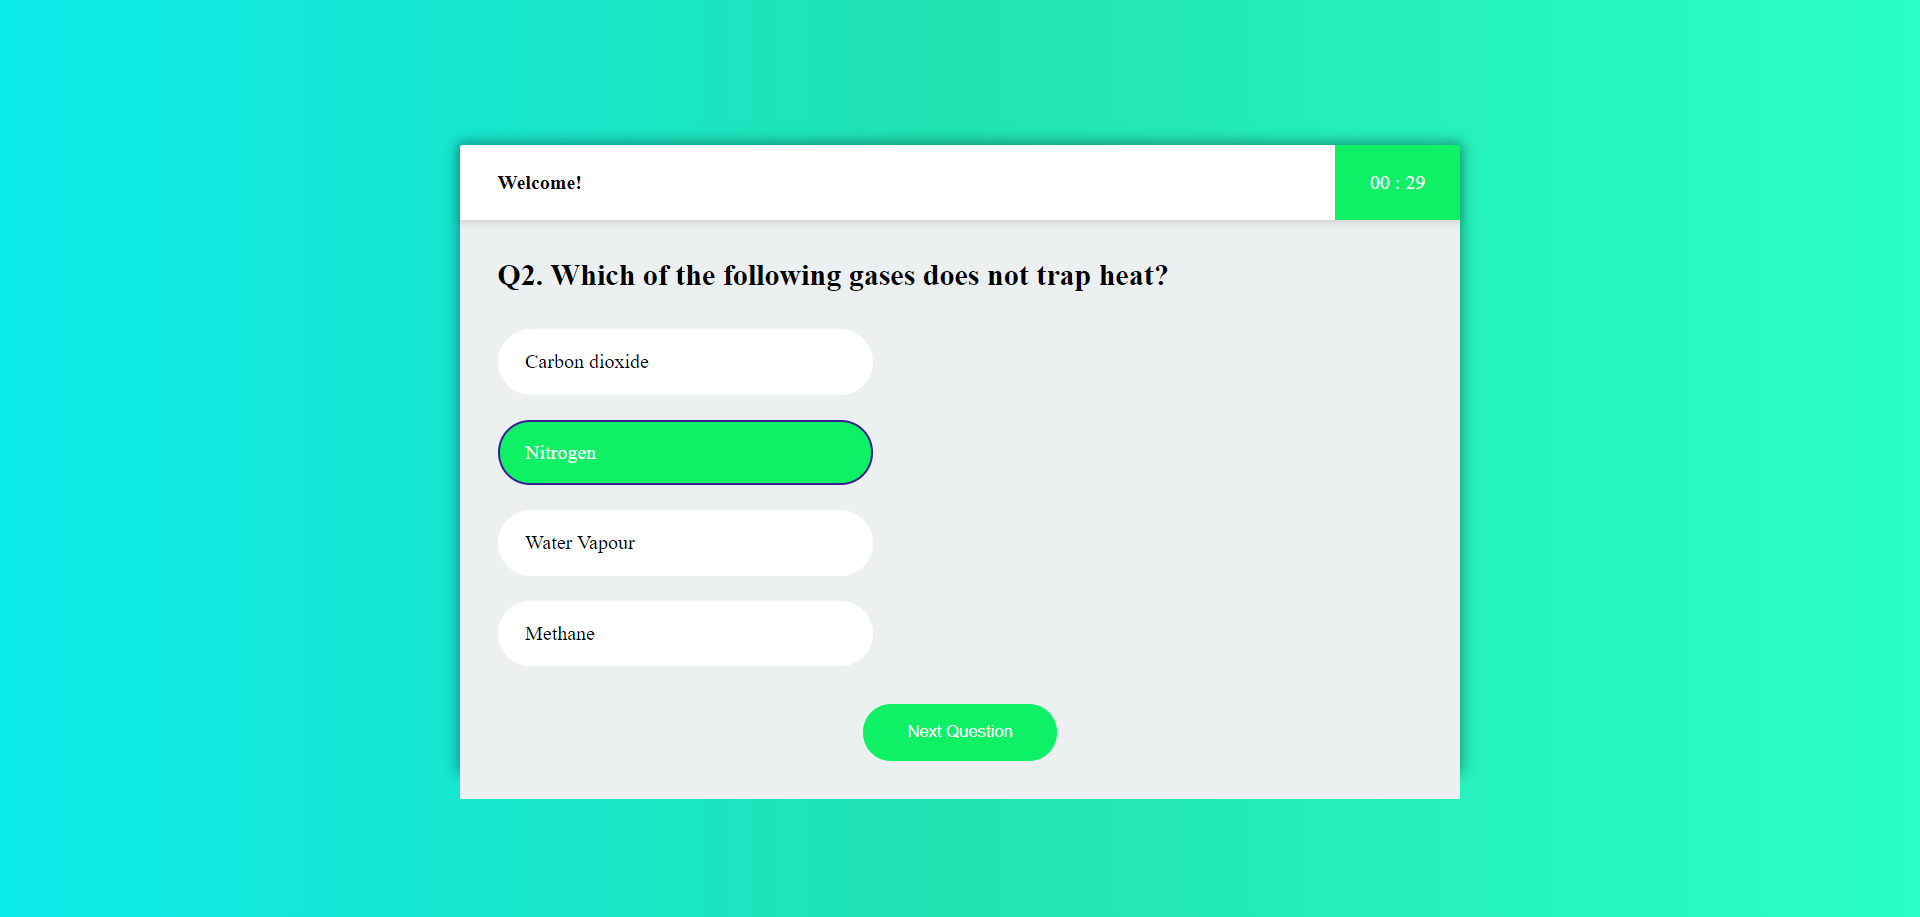 Welcome!
00 : 29
Q2. Which of the following gases does not trap heat?
Carbon dioxide
Nitrogen
Water Vapour
Methane
Next Question